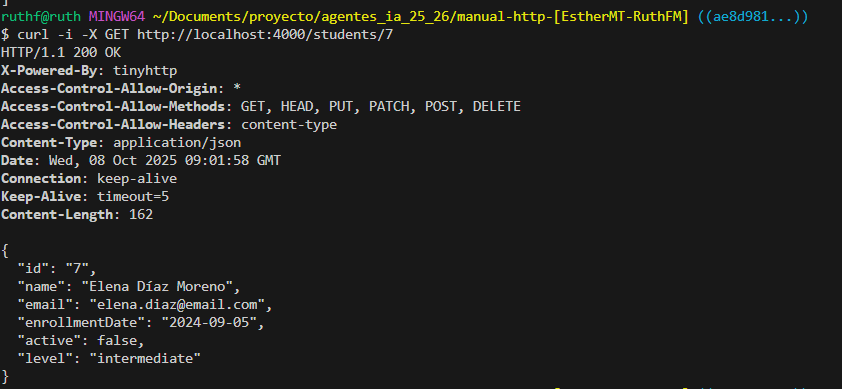 ]
ruthf@ruth MINGW64 ~/Documents/proyecto/agentes_ia_25_26/manual-http-[EstherMT-RuthFM] ((ae8d981...))
$ curl -i -X GET http://localhost:4000/students/7
HTTP/1.1 200 OK
X-Powered-By: tinyhttp
Access-Control-Allow-Origin: *
Access-Control-Allow-Methods: GET, HEAD, PUT, PATCH, POST, DELETE
Access-Control-Allow-Headers: content-type
Content-Type: application/json
Date: Wed, 08 Oct 2025 09:01:58 GMT
Connection: keep-alive
Keep-Alive: timeout=5
Content-Length: 162

{
  "id": "7",
  "name": "Elena Díaz Moreno",
  "email": "elena.diaz@email.com",
  "enrollmentDate": "2024-09-05",
  "active": false,
  "level": "intermediate"
}